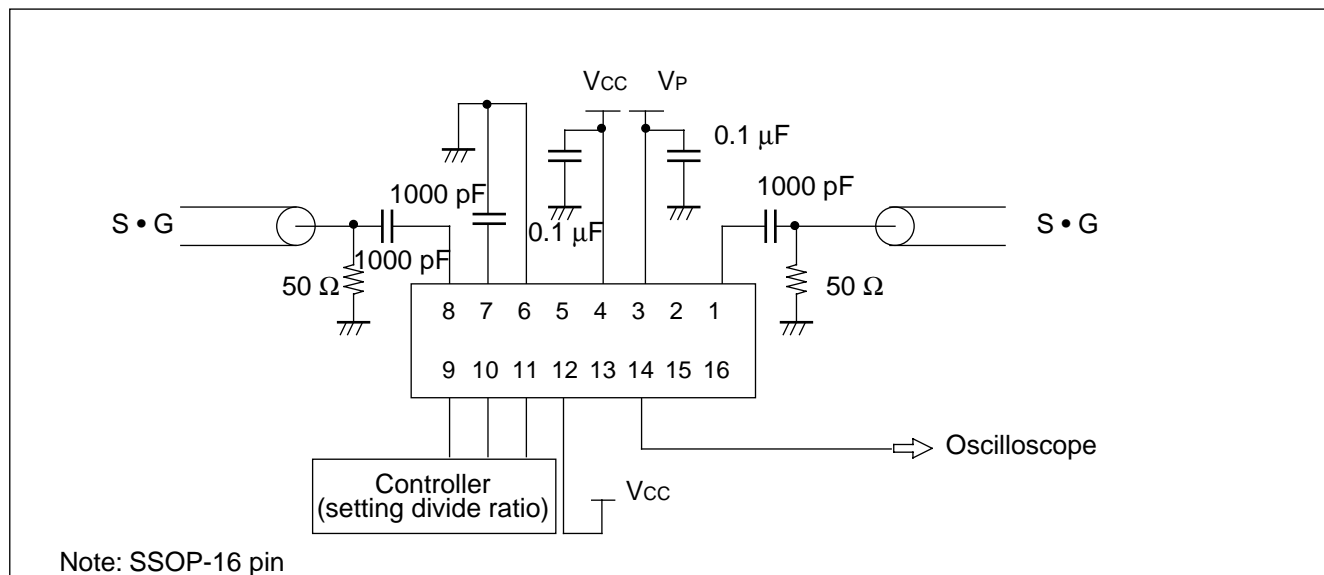 VCC VP
0.1 μF
1000 pF
1000 pF
S • G
0.1 μF
S • G
1000 pF
50 Ω
50 Ω
8 7 6 5 4 3 2 1
9 10 11 12 13 14 15 16
Oscilloscope
Controller
(setting divide ratio)
VCC
Note: SSOP-16 pin